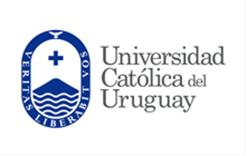 VERITAS LIBERABIT VOS
Universidad
Católica del
Uruguay